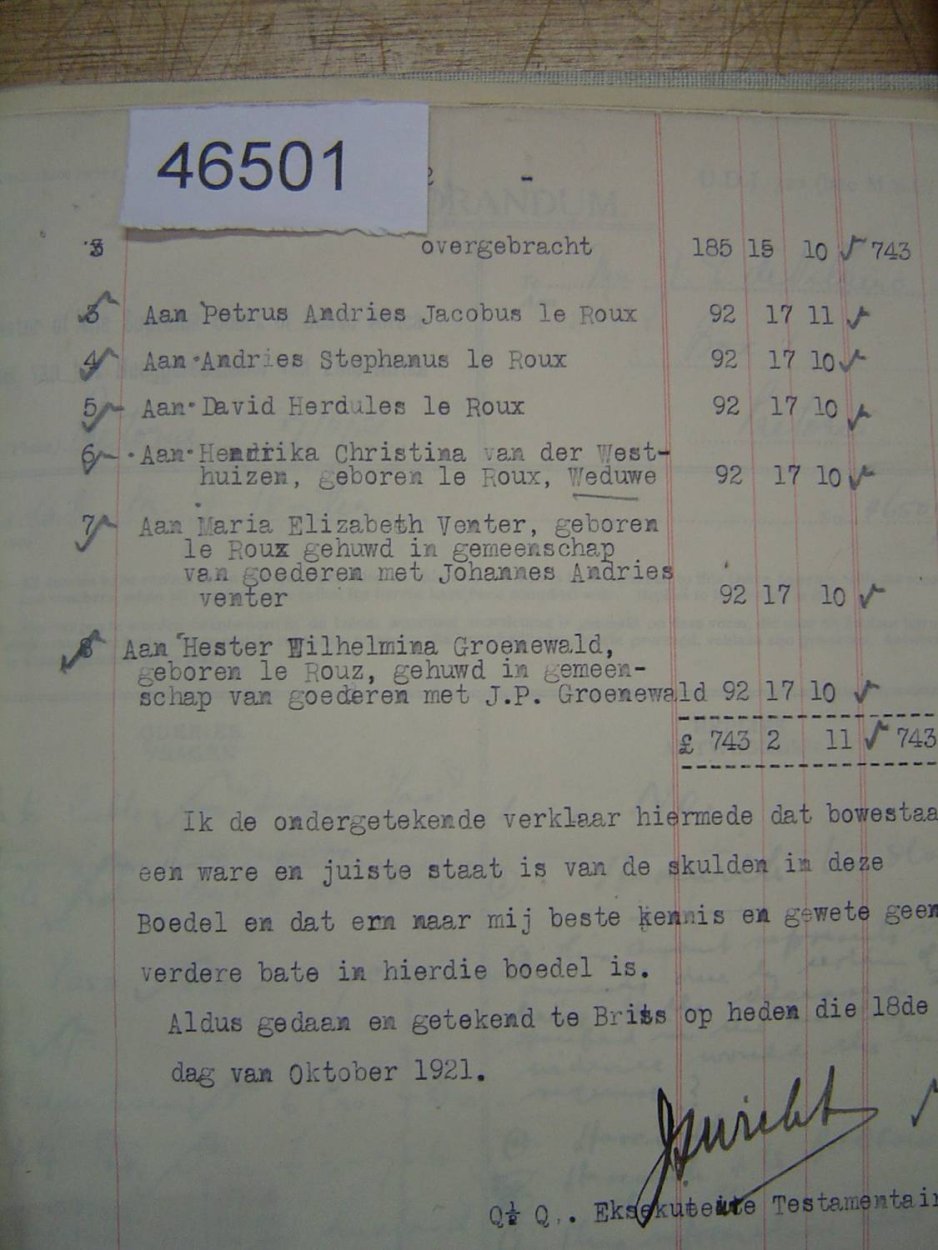 46501
overgebracht 185 15 10 743
3 Aan Petrus Andries Jacobus le Roux 92 17 11
4 Aan Andries Stephanus le Roux 92 17 10
5 Aan David Herdules le Roux 92 17 10
6 Aan Hendrika Christina van der West-
huizen, geboren le Roux, Weduwe 92 17 10
7 Aan Maria Elizabeth Venter, geboren
le Roux gehuwd in gemeenschap
van goederen met Johannes Andries
venter 92 17 10
8 Aan Hester Wilhelmina Groenewald,
geboren le Rouz, gehuwd in gemeen-
schap van goederen met J.P. Groenewald 92 17 10
£ 743 2 11 743
Ik de ondergetekende verklaar hiermede dat bowestaa
een ware en juiste staat is van de skulden in deze
Boedel en dat ern naar mij beste kennis en gewete geen
verdere bate in hierdie boedel is.
Aldus gedaan en getekend te Brits op heden die 18de
dag van Oktober 1921.
Q½ Q,. Testamentair